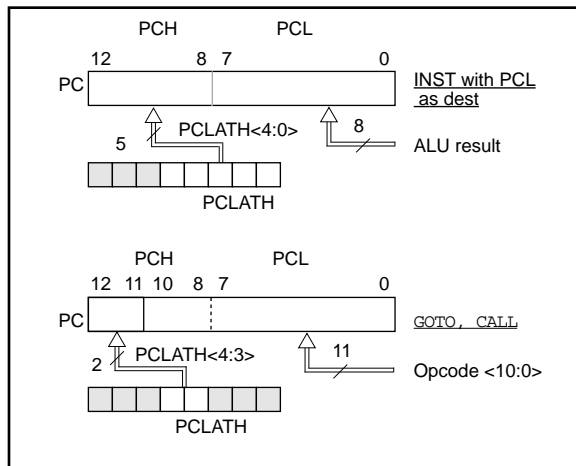 PCH PCL
12 8 7 0
PC
INST with PCL
as dest
5
PCLATH<4:0>
8
ALU result
PCLATH
PCH PCL
12 11 10 8 7 0
PC
GOTO, CALL
2
PCLATH<4:3>
11
Opcode <10:0>
PCLATH